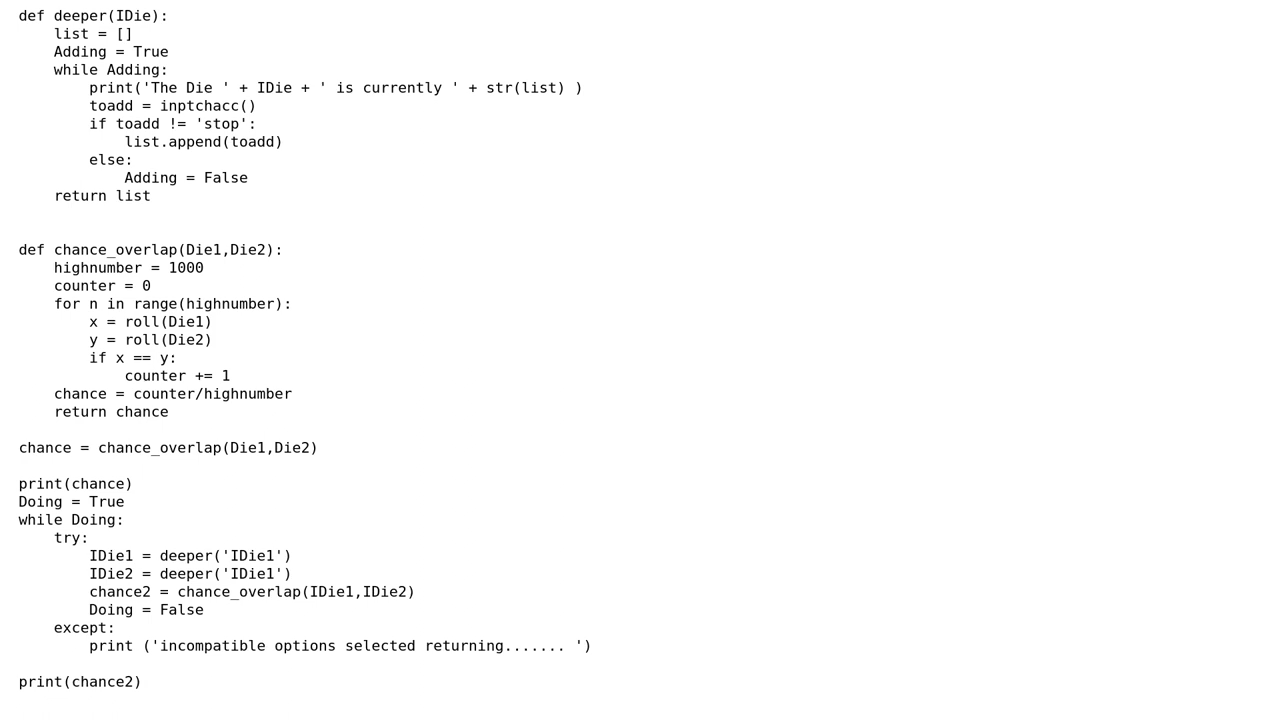 def deeper(IDie):
    list = []
    Adding = True
    while Adding:
        print('The Die ' + IDie + ' is currently ' + str(list) )
        toadd = inptchacc()
        if toadd != 'stop':
            list.append(toadd)
        else:
            Adding = False
    return list


def chance_overlap(Die1,Die2):
    highnumber = 1000
    counter = 0
    for n in range(highnumber):
        x = roll(Die1)
        y = roll(Die2)
        if x == y:
            counter += 1
    chance = counter/highnumber
    return chance

chance = chance_overlap(Die1,Die2)

print(chance)
Doing = True
while Doing:
    try:
        IDie1 = deeper('IDie1')
        IDie2 = deeper('IDie1')
        chance2 = chance_overlap(IDie1,IDie2)
        Doing = False
    except:
        print ('incompatible options selected returning....... ')

print(chance2)